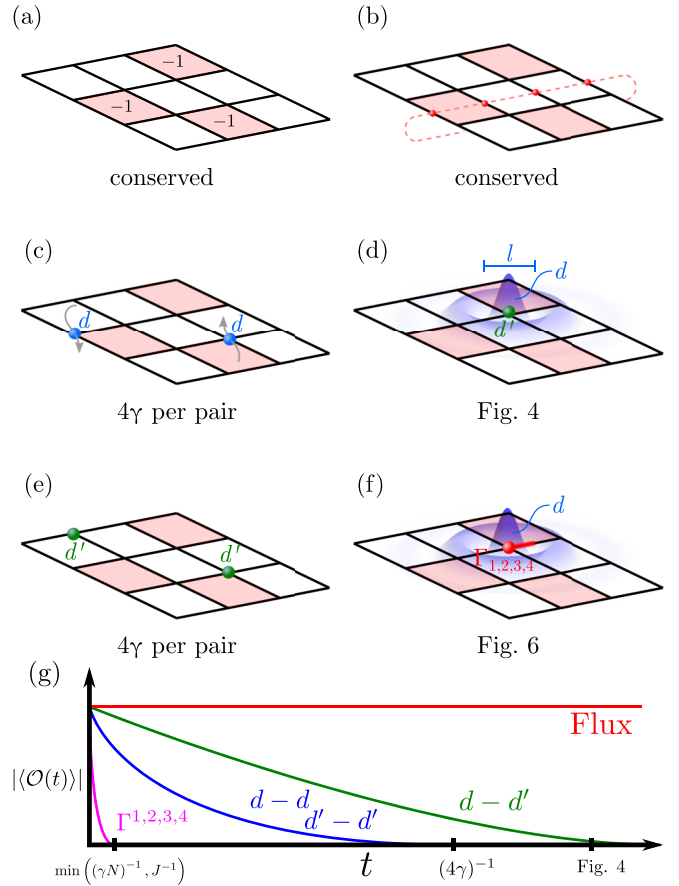 (a)
(b)
−1
−1
−1
conserved
conserved
(c)
(d)
l
d
d
d
d′
4γ per pair
Fig. 4
(e)
(f)
d
d′
d′
Γ1,2,3,4
4γ per pair
Fig. 6
(g)
Flux
|⟨𝒪(t)⟩|
d − d
d − d′
Γ1,2,3,4
d′ − d′
min ((γN)−1, J−1)
t
(4γ)−1
Fig. 4